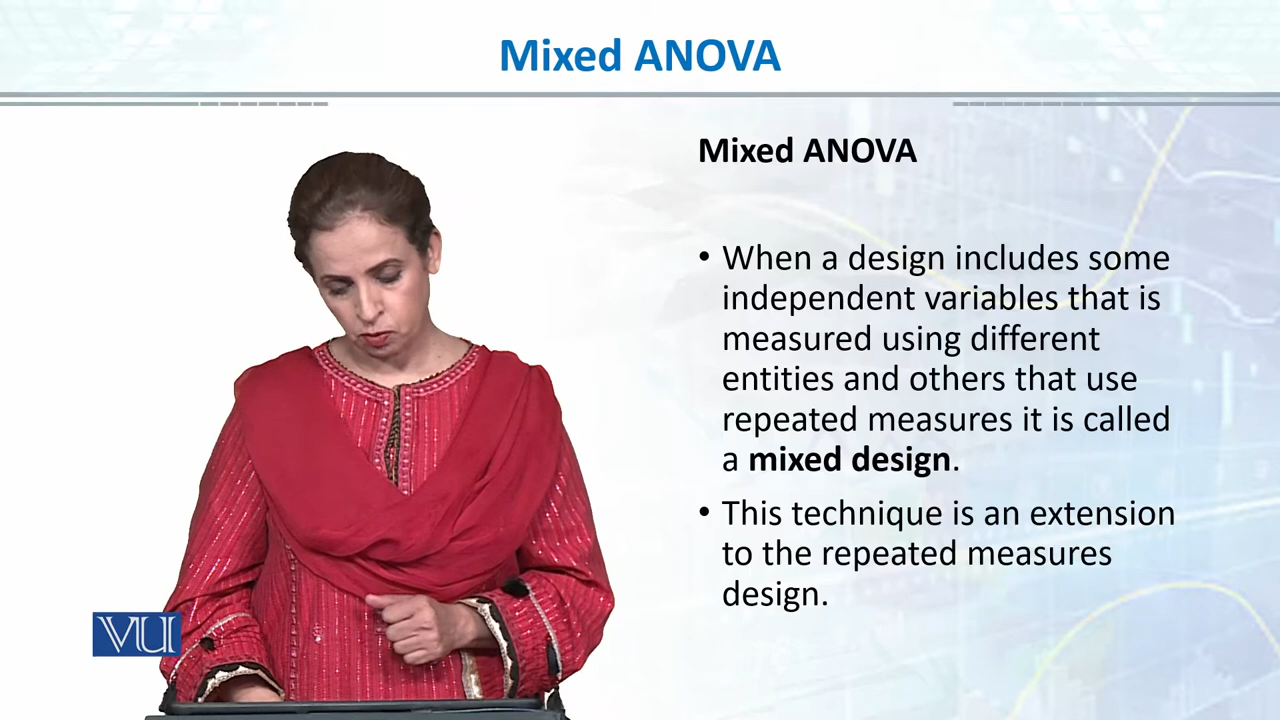 Mixed ANOVA
Mixed ANOVA
• When a design includes some
independent variables that is
measured using different
entities and others that use
repeated measures it is called
a mixed design.
• This technique is an extension
to the repeated measures
design.
VU